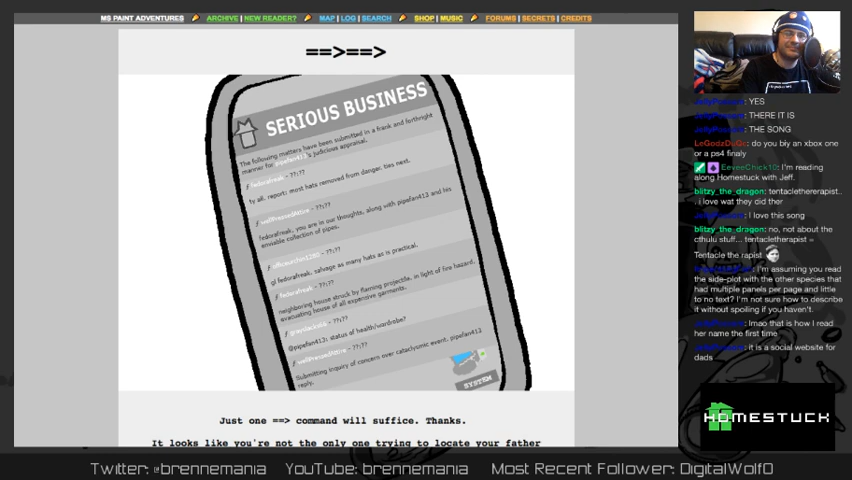 MS PAINT ADVENTURES ARCHIVE | NEW READER? MAP | LOG | SEARCH SHOP | MUSIC FORUMS | SECRETS | CREDITS
==>==>
SERIOUS BUSINESS
The following matters have been submitted in a frank and forthright
manner for pipefan413's judicious appraisal.
fedorafreak - ??:??
ty all. report: most hats removed from danger. ties next.
wellPressedAttire - ??:??
fedorafreak, you are in our thoughts, along with pipefan413 and his
enviable collection of pipes.
- ??:??
gl fedorafreak. salvage as many hats as is practical.
fedorafreak - ??:??
neighboring house struck by flaming projectile. in light of fire hazard,
evacuating house of all expensive garments.
- ??:??
@pipefan413: status of health/wardrobe?
wellPressedAttire - ??:??
Submitting inquiry of concern over cataclysmic event. pipefan413
reply.
SYSTEM
Just one ==> command will suffice. Thanks.
It looks like you're not the only one trying to locate your father
YES
THERE IT IS
THE SONG
do you biy an xbox one
or a ps4 finaly
EeveeChick10: I'm reading
along Homestuck with Jeff.
blitzy_the_dragon: tentacletherapist..
. i love wat they did ther
I love this song
blitzy_the_dragon: no, not about the
cthulu stuff... tentacletherapist =
Tentacle the rapist
I'm assuming you read
the side-plot with the other species
that had multiple panels per page and little
to no text? I'm not sure how to describe
it without spoiling if you haven't.
lmao that is how I read
her name the first time
it is a social website for
dads
HOMESTUCK
Twitter: @brennemania YouTube: brennemania Most Recent Follower: DigitalWolf0